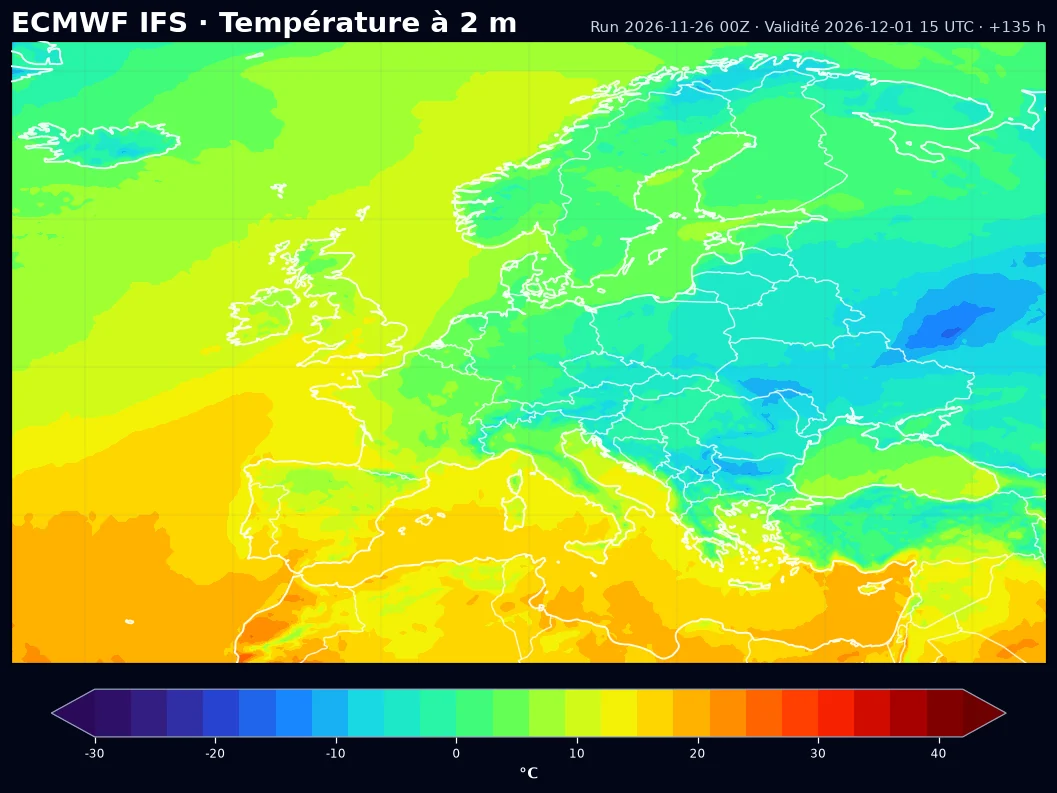 ECMWF IFS · Température à 2 m
Run 2026-11-26 00Z · Validité 2026-12-01 15 UTC · +135 h
-30 -20 -10 0 10 20 30 40
°C